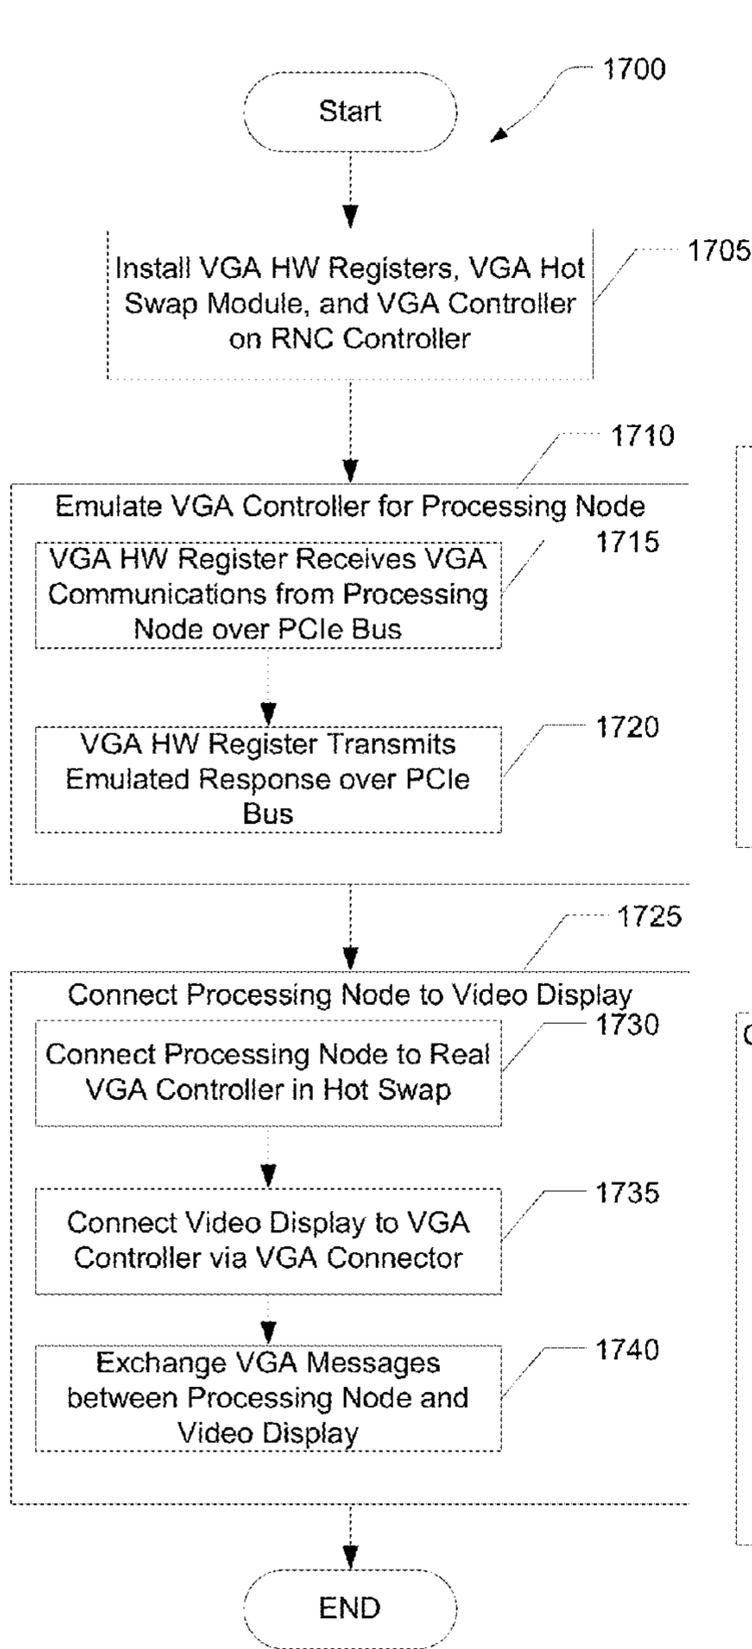 1700
Start
1705
Install VGA HW Registers, VGA Hot
Swap Module, and VGA Controller
on RNC Controller
1710
Emulate VGA Controller for Processing Node
1715
VGA HW Register Receives VGA
Communications from Processing
Node over PCIe Bus
1720
VGA HW Register Transmits
Emulated Response over PCIe
Bus
1725
Connect Processing Node to Video Display
1730
Connect Processing Node to Real
VGA Controller in Hot Swap
1735
Connect Video Display to VGA
Controller via VGA Connector
1740
Exchange VGA Messages
between Processing Node and
Video Display
END